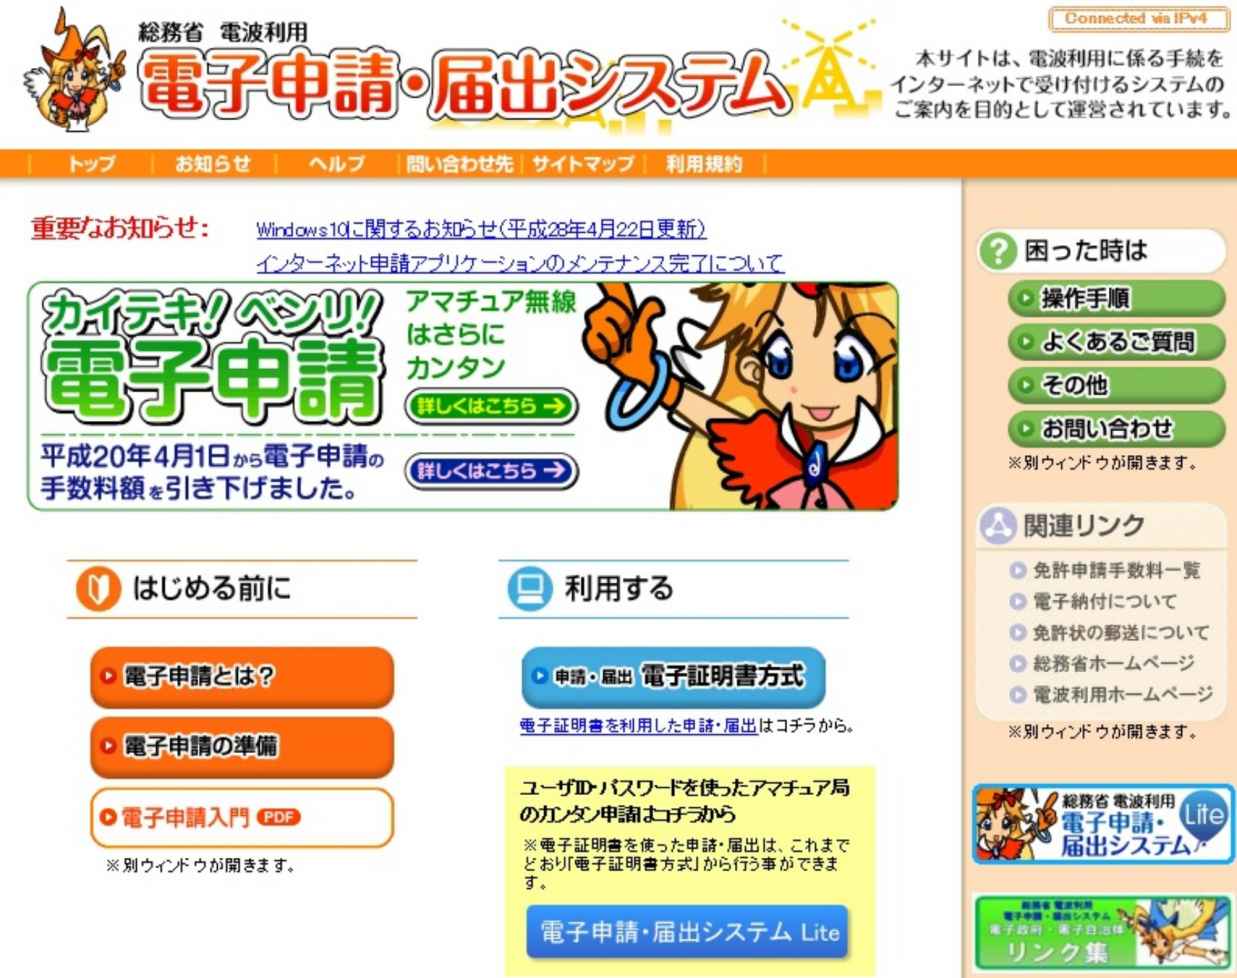 総務省 電波利用
電子申請・届出システム
Connected via IPv4
本サイトは、電波利用に係る手続を
インターネットで受け付けるシステムの
ご案内を目的として運営されています。
トップ お知らせ ヘルプ 問い合わせ先 サイトマップ 利用規約
重要なお知らせ:
Windows10に関するお知らせ(平成28年4月22日更新)
インターネット申請アプリケーションのメンテナンス完了について
カイテキ!ベンリ!
電子申請
アマチュア無線
はさらに
カンタン
詳しくはこちら
平成20年4月1日から電子申請の
手数料額を引き下げました。
詳しくはこちら
はじめる前に
電子申請とは?
電子申請の準備
電子申請入門 PDF
※別ウィンドウが開きます。
利用する
申請・届出 電子証明書方式
電子証明書を利用した申請・届出はコチラから。
ユーザID・パスワードを使ったアマチュア局
のカンタン申請はコチラから
※電子証明書を使った申請・届出は、これまで
どおり「電子証明書方式」から行う事ができま
す。
電子申請・届出システム Lite
困った時は
操作手順
よくあるご質問
その他
お問い合わせ
※別ウィンドウが開きます。
関連リンク
免許申請手数料一覧
電子納付について
免許状の郵送について
総務省ホームページ
電波利用ホームページ
※別ウィンドウが開きます。
総務省 電波利用
電子申請・
届出システム
Lite
総務省 電波利用
電子申請・届出システム
電子政府・電子自治体
リンク集